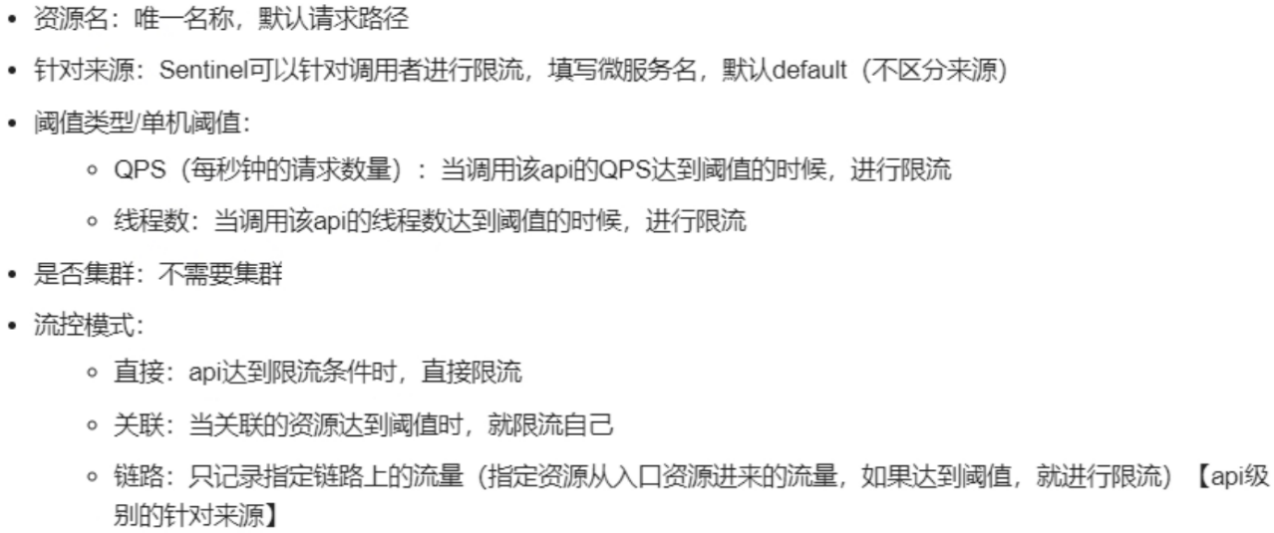 • 资源名：唯一名称，默认请求路径
• 针对来源：Sentinel可以针对调用者进行限流，填写微服务名，默认default（不区分来源）
• 阈值类型/单机阈值：
◦ QPS（每秒钟的请求数量）：当调用该api的QPS达到阈值的时候，进行限流
◦ 线程数：当调用该api的线程数达到阈值的时候，进行限流
• 是否集群：不需要集群
• 流控模式：
◦ 直接：api达到限流条件时，直接限流
◦ 关联：当关联的资源达到阈值时，就限流自己
◦ 链路：只记录指定链路上的流量（指定资源从入口资源进来的流量，如果达到阈值，就进行限流）【api级
别的针对来源】